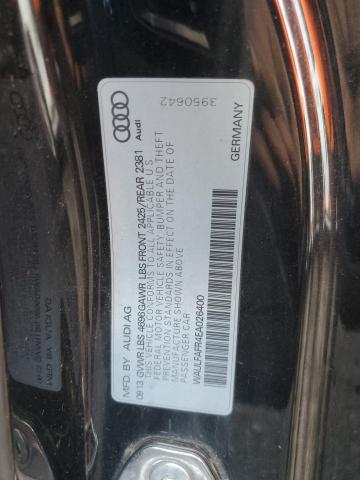 MFD. BY AUDI AG
09.13 GVWR LBS 4696 GAWR LBS FRONT 2425/REAR 2381
THIS VEHICLE CONFORMS TO ALL APPLICABLE U.S.
FEDERAL MOTOR VEHICLE SAFETY, BUMPER AND THEFT
PREVENTION STANDARDS IN EFFECT ON THE DATE OF
MANUFACTURE SHOWN ABOVE
PASSENGER CAR
WAULFAFR4EA026400
GERMANY
Audi
3950642